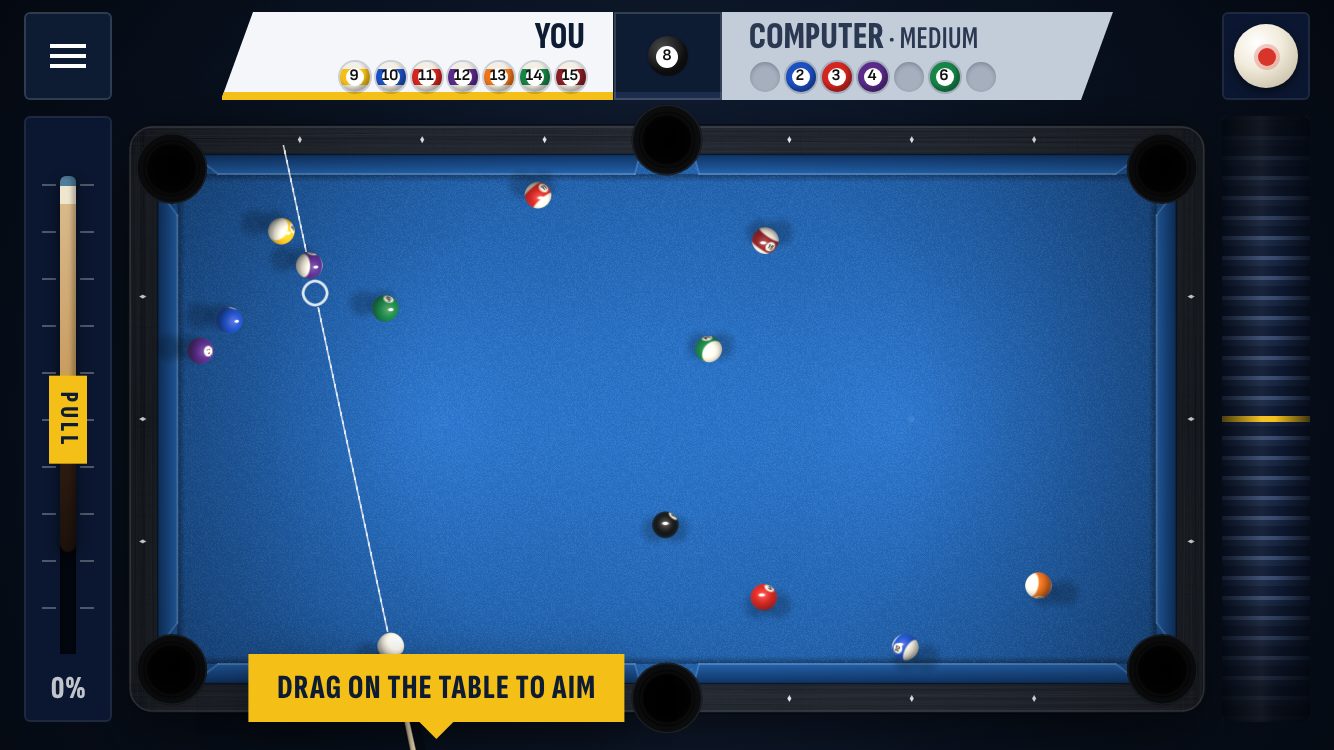 YOU
9 10 11 12 13 14 15
8
COMPUTER · MEDIUM
2 3 4 6
PULL
0%
DRAG ON THE TABLE TO AIM